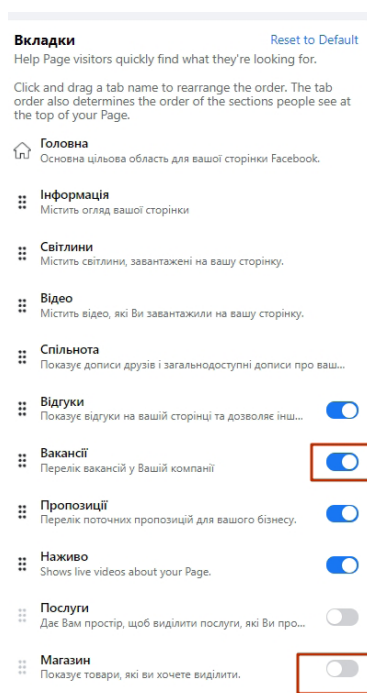 Вкладки Reset to Default
Help Page visitors quickly find what they're looking for.
Click and drag a tab name to rearrange the order. The tab
order also determines the order of the sections people see at
the top of your Page.
Головна
Основна цільова область для вашої сторінки Facebook.
Інформація
Містить огляд вашої сторінки
Світлини
Містить світлини, завантажені на вашу сторінку.
Відео
Містить відео, які Ви завантажили на вашу сторінку.
Спільнота
Показує дописи друзів і загальнодоступні дописи про ваш...
Відгуки
Показує відгуки на вашій сторінці та дозволяє інш...
Вакансії
Перелік вакансій у Вашій компанії
Пропозиції
Перелік поточних пропозицій для вашого бізнесу.
Наживо
Shows live videos about your Page.
Послуги
Дає Вам простір, щоб виділити послуги, які Ви про...
Магазин
Показує товари, які ви хочете виділити.